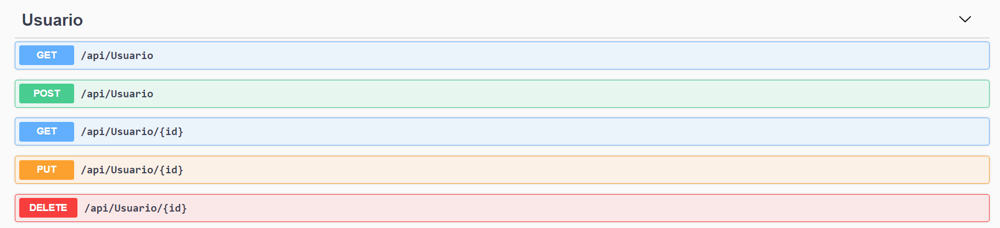 Usuario
GET /api/Usuario
POST /api/Usuario
GET /api/Usuario/{id}
PUT /api/Usuario/{id}
DELETE /api/Usuario/{id}